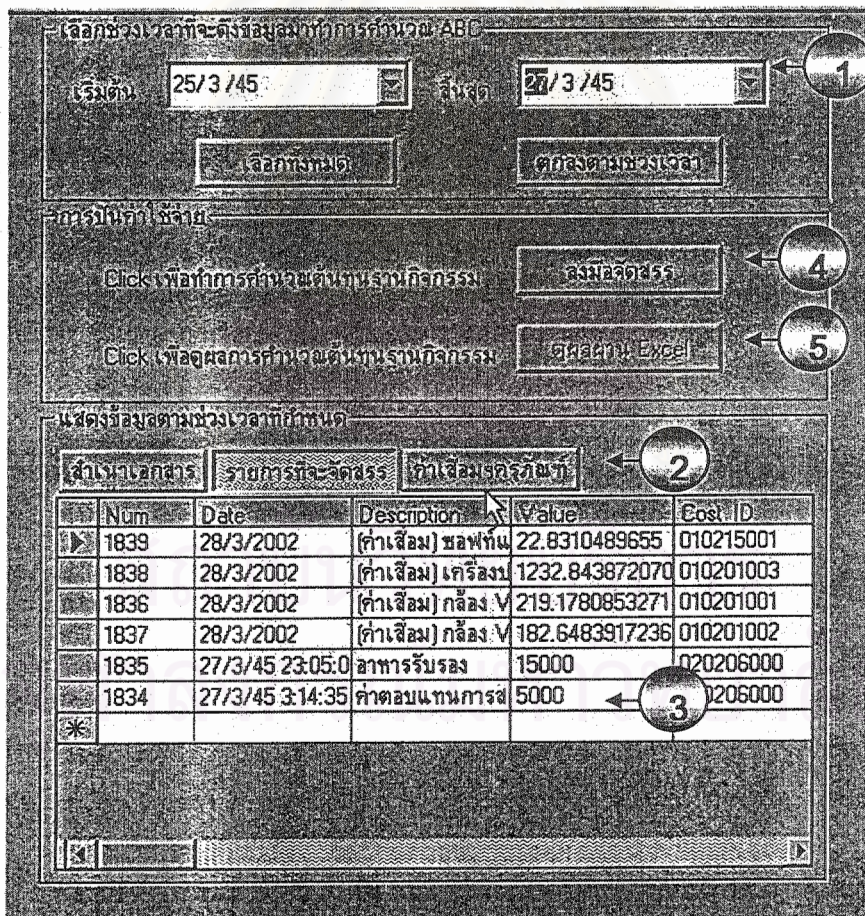 เลือกช่วงเวลาที่จะดึงข้อมูลมาทำการคำนวณ ABC
เริ่มต้น 25/ 3 /45 สิ้นสุด 27/ 3 /45 1
เลือกทั้งหมด ตกลงตามช่วงเวลา
การปันค่าใช้จ่าย
Click เพื่อทำการคำนวณต้นทุนฐานกิจกรรม ลงมือจัดสรร 4
Click เพื่อดูผลการคำนวณต้นทุนฐานกิจกรรม ดูผลผ่าน Excel 5
แสดงข้อมูลตามช่วงเวลาที่กำหนด
สำเนาเอกสาร รายการที่จะจัดสรร ค่าเสื่อมฯครุภัณฑ์ 2
Num Date Description Value Cost_ID
1839 28/3/2002 (ค่าเสื่อม) ซอฟท์แ 22.8310489655 010215001
1838 28/3/2002 (ค่าเสื่อม) เครื่องบ 1232.843872070 010201003
1836 28/3/2002 (ค่าเสื่อม) กล้อง V 219.1780853271 010201001
1837 28/3/2002 (ค่าเสื่อม) กล้อง V 182.6483917236 010201002
1835 27/3/45 23:05:0 อาหารรับรอง 15000 020206000
1834 27/3/45 3:14:35 ค่าตอบแทนการส 5000 3 0206000